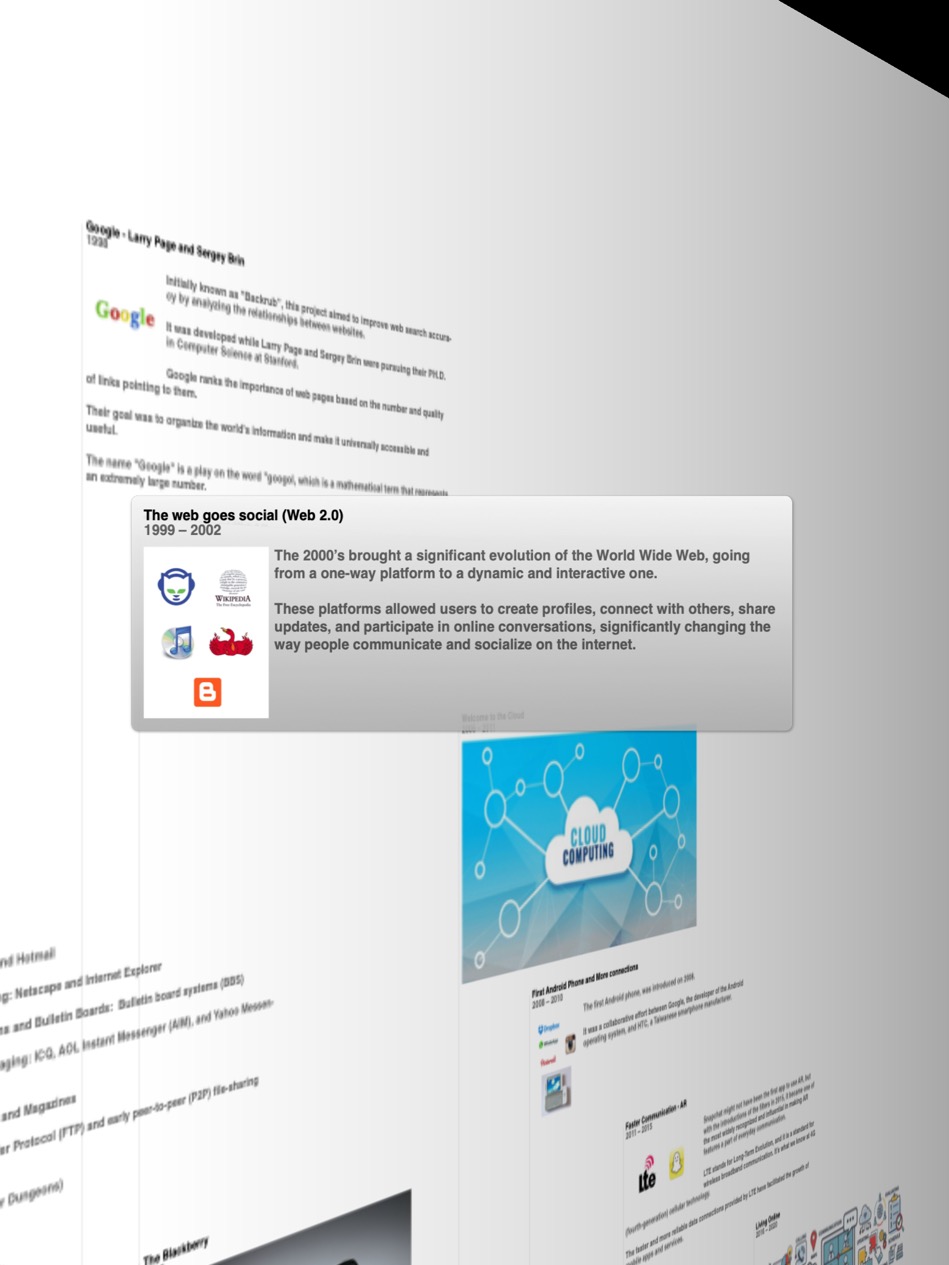 Google - Larry Page and Sergey Brin
1998
Initially known as "Backrub", this project aimed to improve web search accura-
cy by analyzing the relationships between websites.
Google
It was developed while Larry Page and Sergey Brin were pursuing their PH.D.
in Computer Science at Stanford.
Google ranks the importance of web pages based on the number and quality
of links pointing to them.
Their goal was to organize the world's information and make it universally accessible and
useful.
The name "Google" is a play on the word "googol, which is a mathematical term that represents
an extremely large number.
The web goes social (Web 2.0)
1999 – 2002
The 2000's brought a significant evolution of the World Wide Web, going
from a one-way platform to a dynamic and interactive one.
WIKIPEDIA
The Free Encyclopedia
These platforms allowed users to create profiles, connect with others, share
updates, and participate in online conversations, significantly changing the
way people communicate and socialize on the internet.
B
Welcome to the Cloud
CLOUD
COMPUTING
nd Hotmail
g: Netscape and Internet Explorer
s and Bulletin Boards: Bulletin board systems (BBS)
aging: ICQ, AOL Instant Messenger (AIM), and Yahoo Messen-
and Magazines
er Protocol (FTP) and early peer-to-peer (P2P) file-sharing
r Dungeons)
The Blackberry
First Android Phone and More connections
2008 – 2010
The first Android phone, was introduced on 2008.
It was a collaborative effort between Google, the developer of the Android
operating system, and HTC, a Taiwanese smartphone manufacturer.
Dropbox
WhatsApp
Pinterest
Faster Communication - AR
2011 – 2015
Snapchat might not have been the first app to use AR, but
with the introductions of the filters in 2015, it became one of
the most widely recognized and influential in making AR
features a part of everyday communication.
lte
LTE stands for Long-Term Evolution, and it is a standard for
wireless broadband communication. It's what we know at 4G
(fourth-generation) cellular technology.
The faster and more reliable data connections provided by LTE have facilitated the growth of
mobile apps and services.
Living Online
2016 – 2020